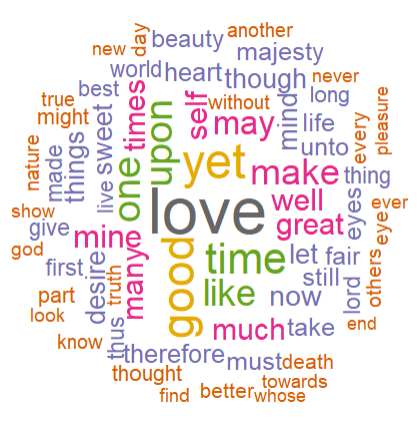 another
day
new
beauty
majesty
world
heart
though
never
best
times
self
without
long
true
might
sweet
upon
may
mind
life
every
pleasure
nature
made
things
live
one
yet
make
unto
thing
show
give
mine
love
well
great
eyes
eye
ever
god
first
desire
many
o
good
time
let
fair
others
part
truth
like
now
still
lord
look
thus
much
take
end
know
therefore
must
death
thought
find
better
towards
whose